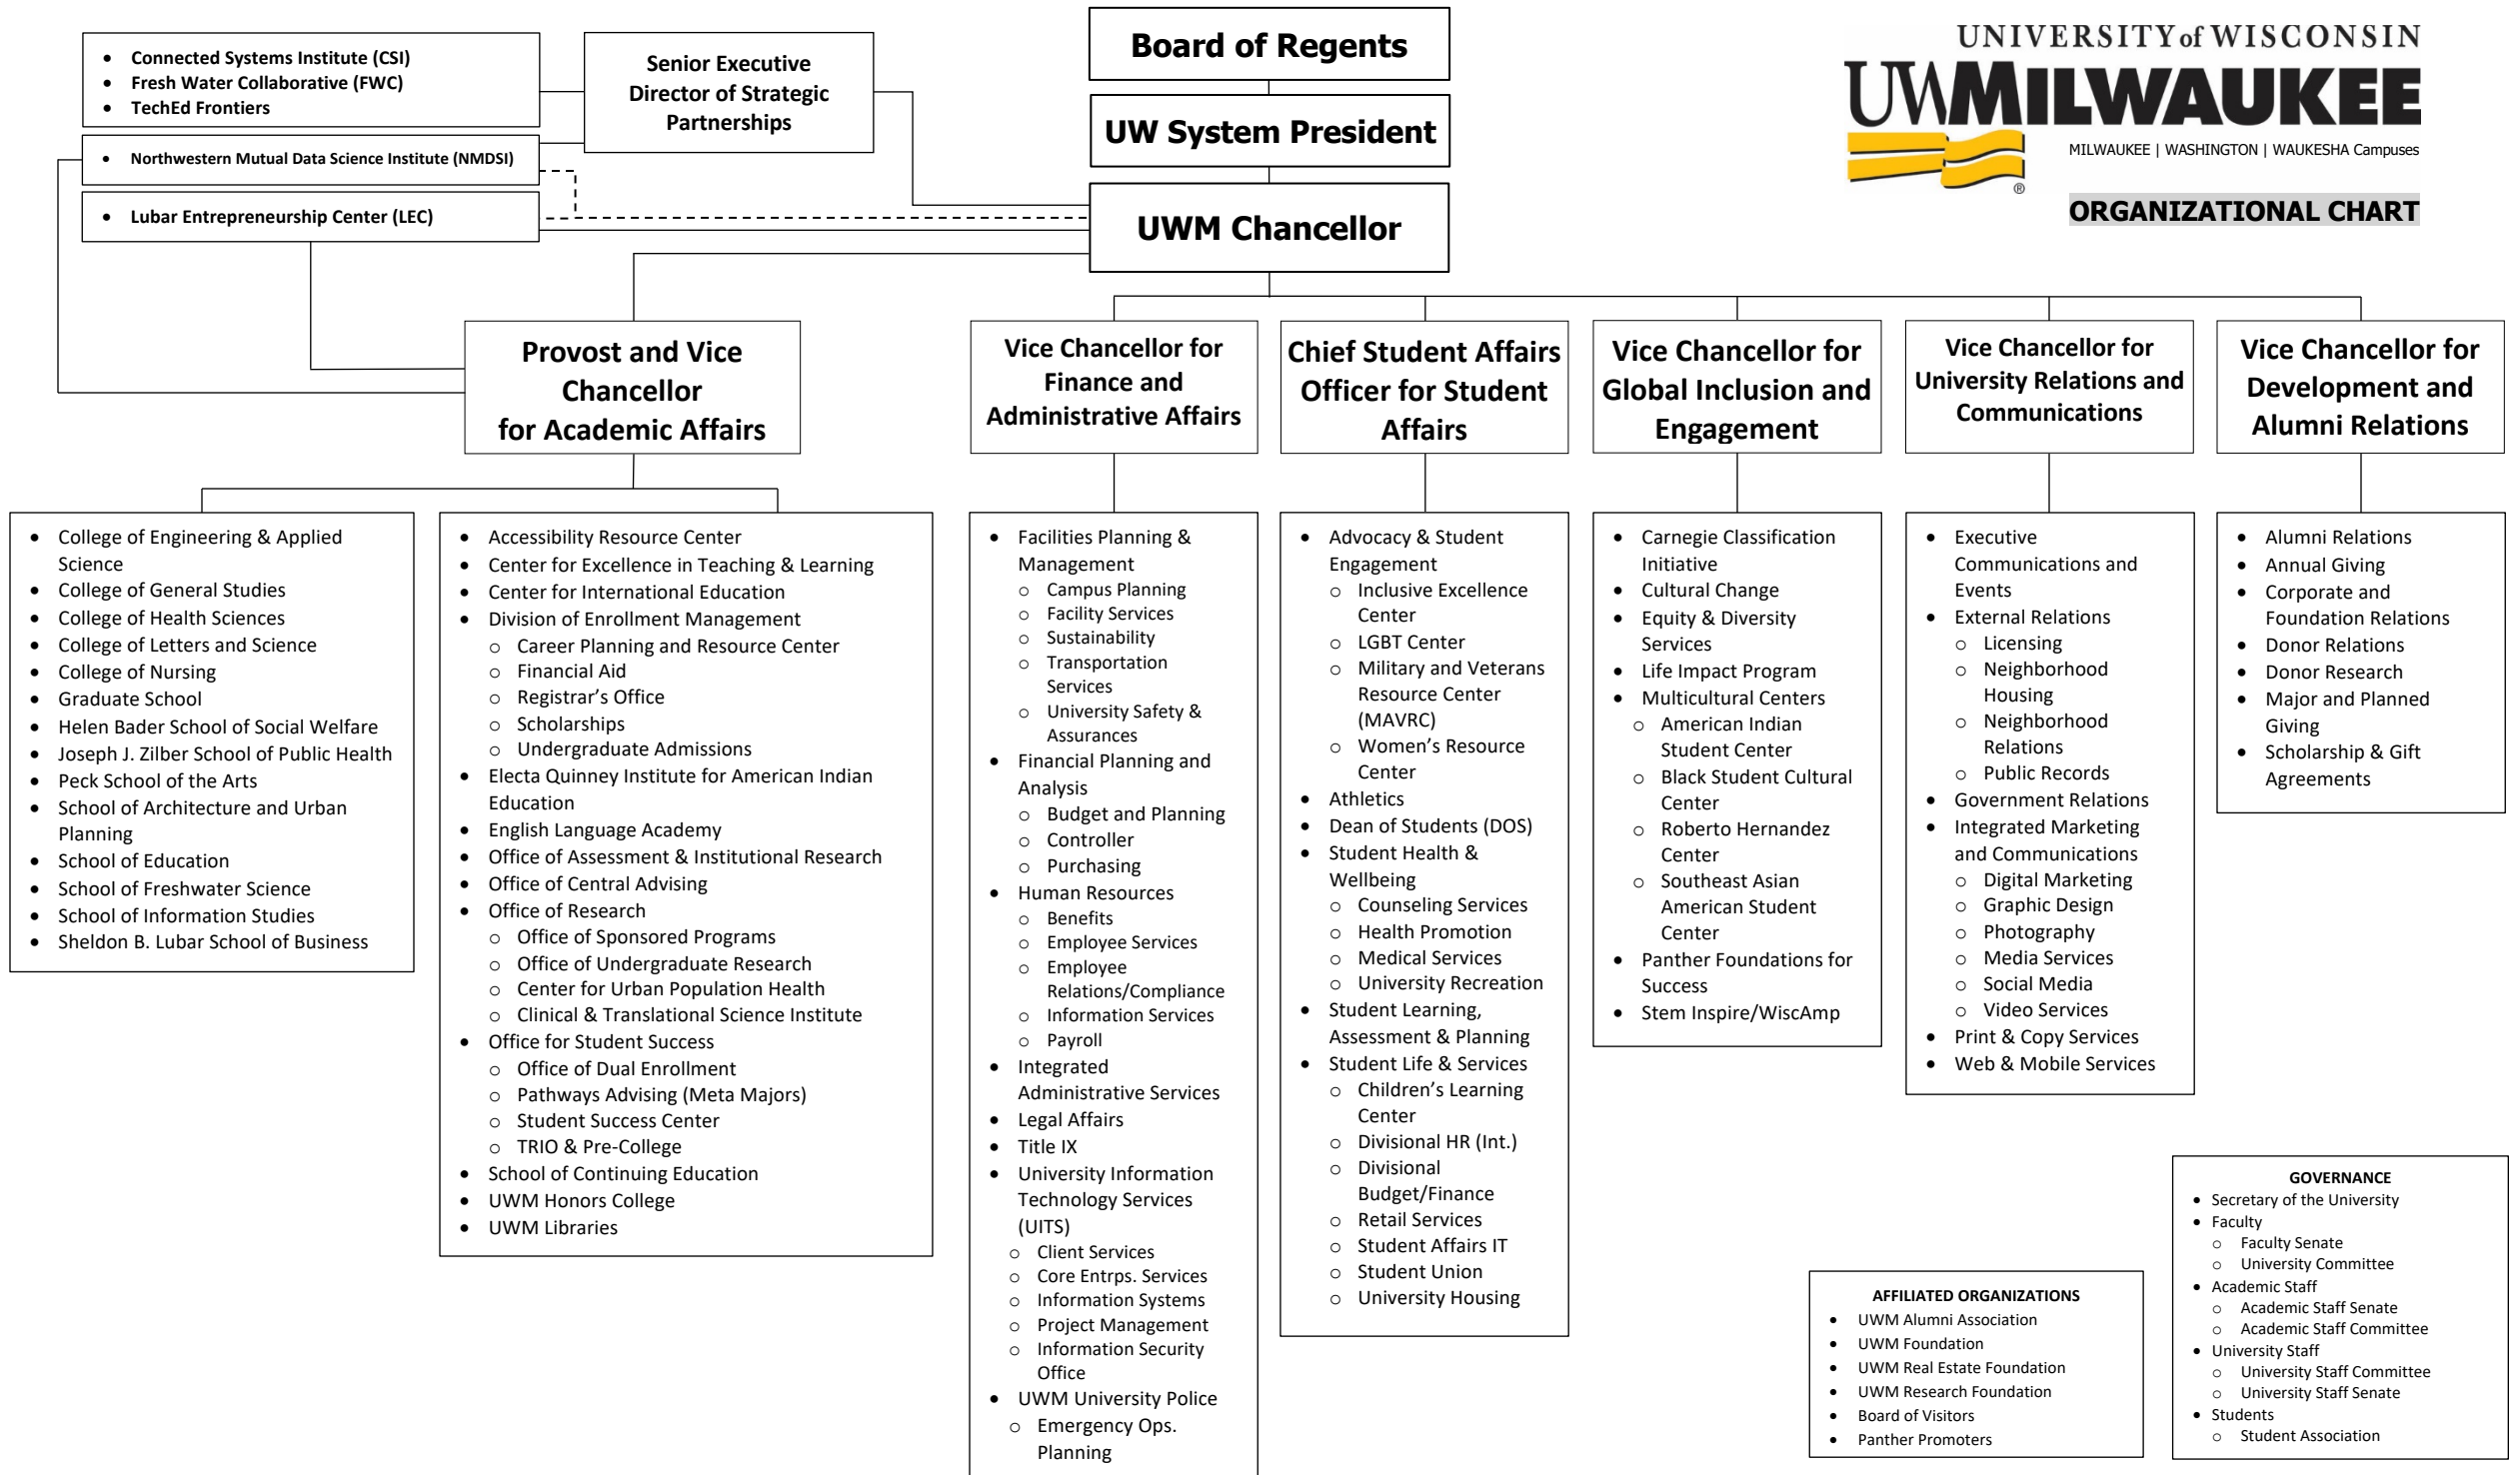 Board of Regents
UW System President
UWM Chancellor
UNIVERSITY of WISCONSIN
UWMILWAUKEE
®
MILWAUKEE | WASHINGTON | WAUKESHA Campuses
ORGANIZATIONAL CHART
• Connected Systems Institute (CSI)
• Fresh Water Collaborative (FWC)
• TechEd Frontiers
Senior Executive
Director of Strategic
Partnerships
• Northwestern Mutual Data Science Institute (NMDSI)
• Lubar Entrepreneurship Center (LEC)
Provost and Vice
Chancellor
for Academic Affairs
• College of Engineering & Applied
Science
• College of General Studies
• College of Health Sciences
• College of Letters and Science
• College of Nursing
• Graduate School
• Helen Bader School of Social Welfare
• Joseph J. Zilber School of Public Health
• Peck School of the Arts
• School of Architecture and Urban
Planning
• School of Education
• School of Freshwater Science
• School of Information Studies
• Sheldon B. Lubar School of Business
• Accessibility Resource Center
• Center for Excellence in Teaching & Learning
• Center for International Education
• Division of Enrollment Management
o Career Planning and Resource Center
o Financial Aid
o Registrar’s Office
o Scholarships
o Undergraduate Admissions
• Electa Quinney Institute for American Indian
Education
• English Language Academy
• Office of Assessment & Institutional Research
• Office of Central Advising
• Office of Research
o Office of Sponsored Programs
o Office of Undergraduate Research
o Center for Urban Population Health
o Clinical & Translational Science Institute
• Office for Student Success
o Office of Dual Enrollment
o Pathways Advising (Meta Majors)
o Student Success Center
o TRIO & Pre-College
• School of Continuing Education
• UWM Honors College
• UWM Libraries
Vice Chancellor for
Finance and
Administrative Affairs
• Facilities Planning &
Management
o Campus Planning
o Facility Services
o Sustainability
o Transportation
Services
o University Safety &
Assurances
• Financial Planning and
Analysis
o Budget and Planning
o Controller
o Purchasing
• Human Resources
o Benefits
o Employee Services
o Employee
Relations/Compliance
o Information Services
o Payroll
• Integrated
Administrative Services
• Legal Affairs
• Title IX
• University Information
Technology Services
(UITS)
o Client Services
o Core Entrps. Services
o Information Systems
o Project Management
o Information Security
Office
• UWM University Police
o Emergency Ops.
Planning
Chief Student Affairs
Officer for Student
Affairs
• Advocacy & Student
Engagement
o Inclusive Excellence
Center
o LGBT Center
o Military and Veterans
Resource Center
(MAVRC)
o Women’s Resource
Center
• Athletics
• Dean of Students (DOS)
• Student Health &
Wellbeing
o Counseling Services
o Health Promotion
o Medical Services
o University Recreation
• Student Learning,
Assessment & Planning
• Student Life & Services
o Children’s Learning
Center
o Divisional HR (Int.)
o Divisional
Budget/Finance
o Retail Services
o Student Affairs IT
o Student Union
o University Housing
Vice Chancellor for
Global Inclusion and
Engagement
• Carnegie Classification
Initiative
• Cultural Change
• Equity & Diversity
Services
• Life Impact Program
• Multicultural Centers
o American Indian
Student Center
o Black Student Cultural
Center
o Roberto Hernandez
Center
o Southeast Asian
American Student
Center
• Panther Foundations for
Success
• Stem Inspire/WiscAmp
Vice Chancellor for
University Relations and
Communications
• Executive
Communications and
Events
• External Relations
o Licensing
o Neighborhood
Housing
o Neighborhood
Relations
o Public Records
• Government Relations
• Integrated Marketing
and Communications
o Digital Marketing
o Graphic Design
o Photography
o Media Services
o Social Media
o Video Services
• Print & Copy Services
• Web & Mobile Services
Vice Chancellor for
Development and
Alumni Relations
• Alumni Relations
• Annual Giving
• Corporate and
Foundation Relations
• Donor Relations
• Donor Research
• Major and Planned
Giving
• Scholarship & Gift
Agreements
AFFILIATED ORGANIZATIONS
• UWM Alumni Association
• UWM Foundation
• UWM Real Estate Foundation
• UWM Research Foundation
• Board of Visitors
• Panther Promoters
GOVERNANCE
• Secretary of the University
• Faculty
o Faculty Senate
o University Committee
• Academic Staff
o Academic Staff Senate
o Academic Staff Committee
• University Staff
o University Staff Committee
o University Staff Senate
• Students
o Student Association